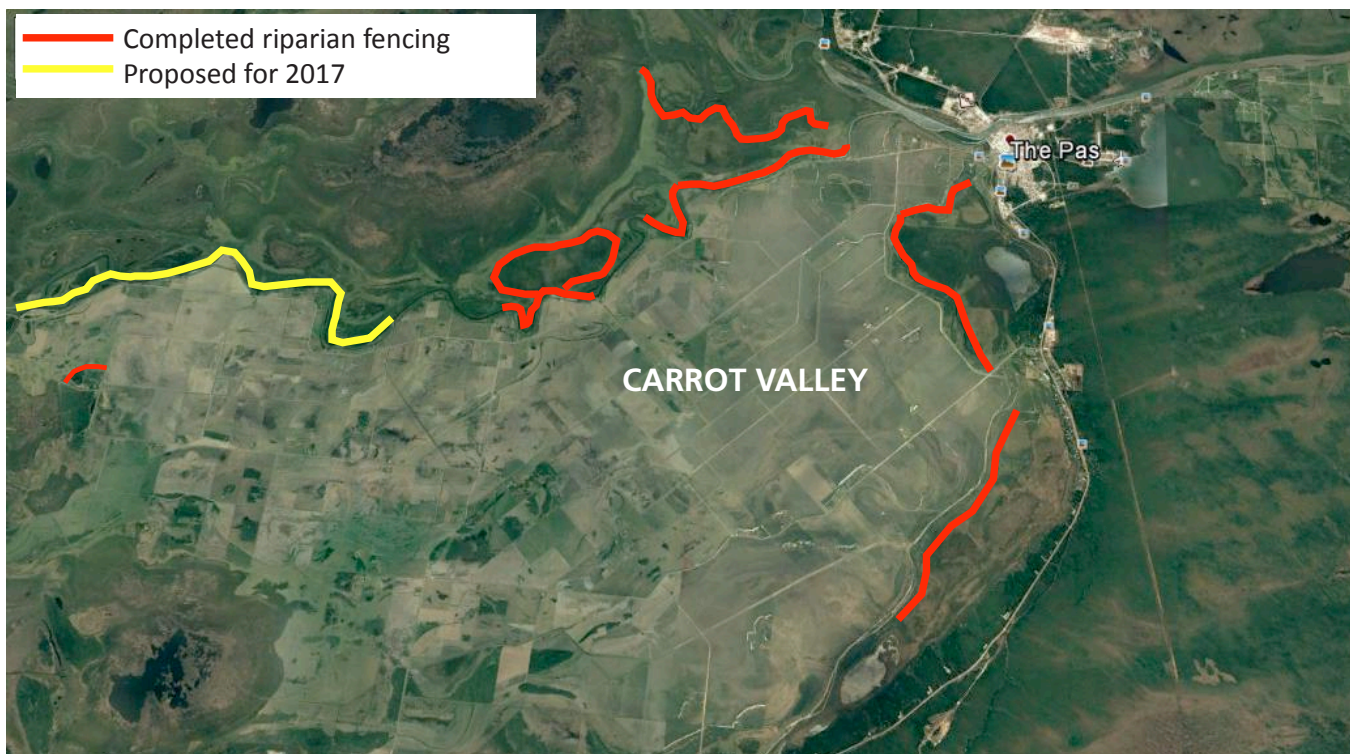 Completed riparian fencing
Proposed for 2017
The Pas
CARROT VALLEY